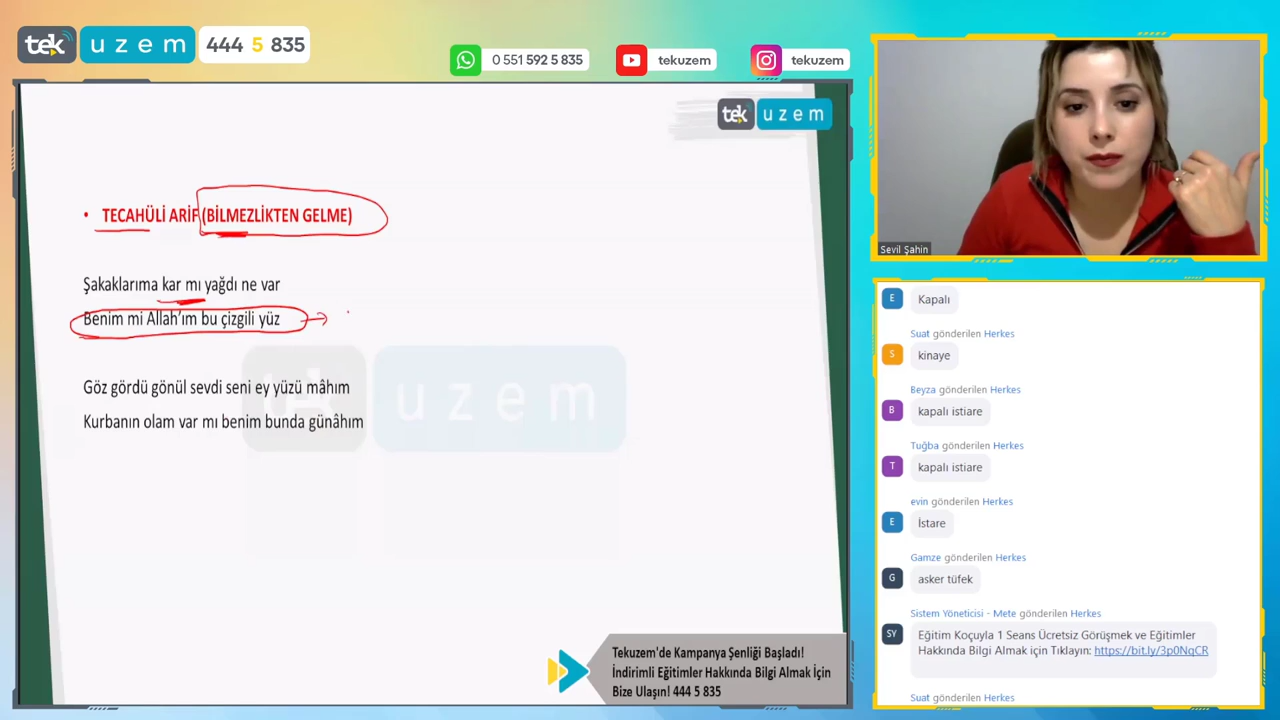 tek uzem 444 5 835
0 551 592 5 835
tekuzem
tekuzem
tek uzem
• TECAHÜLİ ARİF (BİLMEZLİKTEN GELME)
Şakaklarıma kar mı yağdı ne var
Benim mi Allah'ım bu çizgili yüz
Göz gördü gönül sevdi seni ey yüzü mâhım
Kurbanın olam var mı benim bunda günâhım
tek uzem
Tekuzem'de Kampanya Şenliği Başladı!
İndirimli Eğitimler Hakkında Bilgi Almak İçin
Bize Ulaşın! 444 5 835
Sevil Şahin
E
Kapalı
Suat gönderilen Herkes
S
kinaye
Beyza gönderilen Herkes
B
kapalı istiare
Tuğba gönderilen Herkes
T
kapalı istiare
evin gönderilen Herkes
E
İstare
Gamze gönderilen Herkes
G
asker tüfek
Sistem Yöneticisi - Mete gönderilen Herkes
SY
Eğitim Koçuyla 1 Seans Ücretsiz Görüşmek ve Eğitimler
Hakkında Bilgi Almak için Tıklayın: https://bit.ly/3p0NqCR
Suat gönderilen Herkes